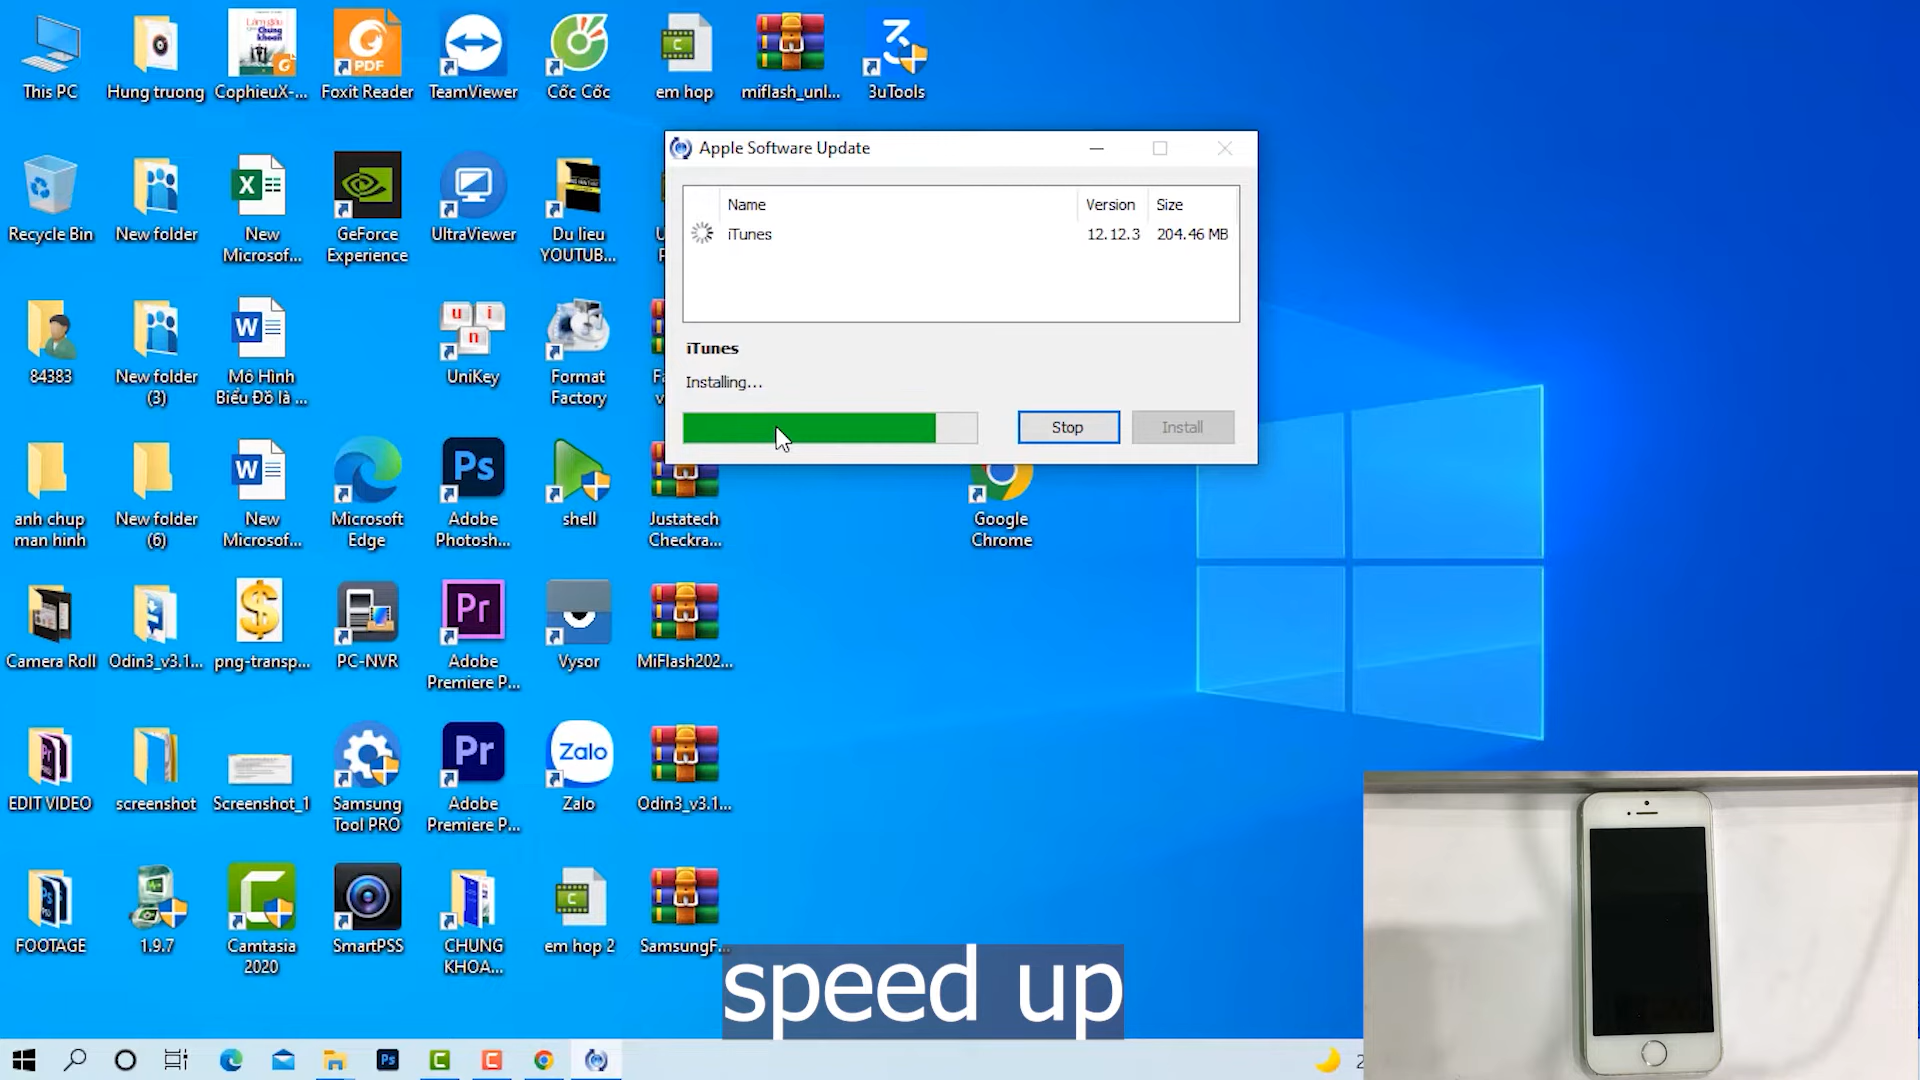 This PC
Hung truong
CophieuX-...
Foxit Reader
TeamViewer
Cốc Cốc
em hop
miflash_unl...
3uTools
Recycle Bin
New folder
New
Microsof...
GeForce
Experience
UltraViewer
Du lieu
YOUTUB...
Apple Software Update
Name Version Size
iTunes 12.12.3 204.46 MB
iTunes
Installing...
Stop Install
84383
New folder
(3)
Mô Hình
Biểu Đồ là ...
UniKey
Format
Factory
anh chup
man hinh
New folder
(6)
New
Microsof...
Microsoft
Edge
Adobe
Photosh...
shell
Justatech
Checkra...
Google
Chrome
Camera Roll
Odin3_v3.1...
png-transp...
PC-NVR
Adobe
Premiere P...
Vysor
MiFlash202...
EDIT VIDEO
screenshot
Screenshot_1
Samsung
Tool PRO
Adobe
Premiere P...
Zalo
Zalo
Odin3_v3.1...
FOOTAGE
1.9.7
Camtasia
2020
SmartPSS
CHUNG
KHOA...
em hop 2
SamsungF...
speed up